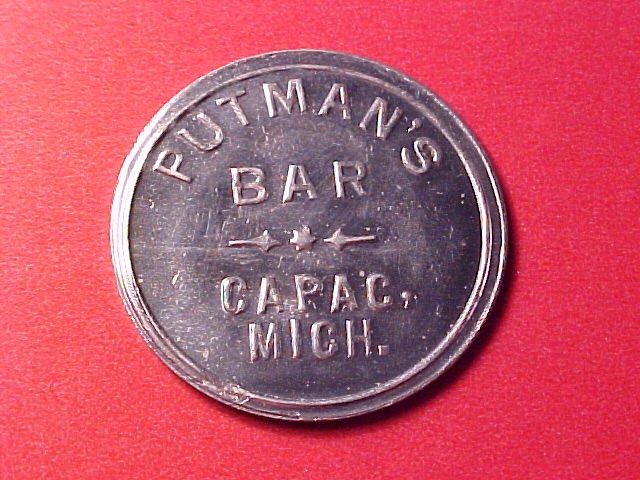 PUTMAN'S
BAR
CAPAC,
MICH.